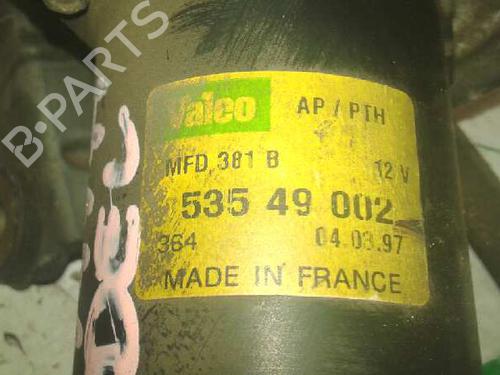 B-PARTS
Valeo
AP / PTH
MFD 381 B
12 V
535 49 002
364
04.03.97
MADE IN FRANCE